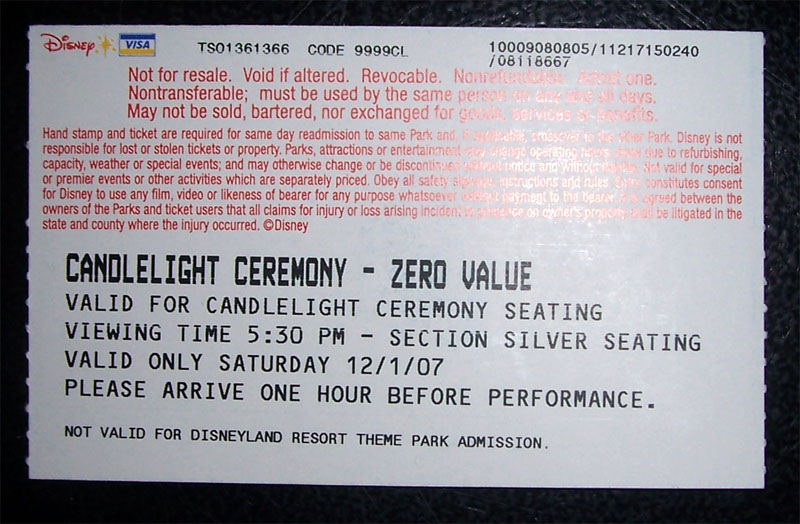 Disney VISA TS01361366 CODE 9999CL 10009080805/11217150240
/08118667
Not for resale. Void if altered. Revocable. Nonrefundable. Admit one.
Nontransferable; must be used by the same person on any and all days.
May not be sold, bartered, nor exchanged for goods, services or benefits.
Hand stamp and ticket are required for same day readmission to same Park and, if applicable, crossover to the other Park. Disney is not
responsible for lost or stolen tickets or property. Parks, attractions or entertainment may change operating hours, close due to refurbishing,
capacity, weather or special events; and may otherwise change or be discontinued without notice and without liability. Not valid for special
or premier events or other activities which are separately priced. Obey all safety signage, instructions and rules. Entry constitutes consent
for Disney to use any film, video or likeness of bearer for any purpose whatsoever without payment to the bearer. It is agreed between the
owners of the Parks and ticket users that all claims for injury or loss arising incident to presence on owner's property shall be litigated in the
state and county where the injury occurred. ©Disney
CANDLELIGHT CEREMONY - ZERO VALUE
VALID FOR CANDLELIGHT CEREMONY SEATING
VIEWING TIME 5:30 PM - SECTION SILVER SEATING
VALID ONLY SATURDAY 12/1/07
PLEASE ARRIVE ONE HOUR BEFORE PERFORMANCE.
NOT VALID FOR DISNEYLAND RESORT THEME PARK ADMISSION.